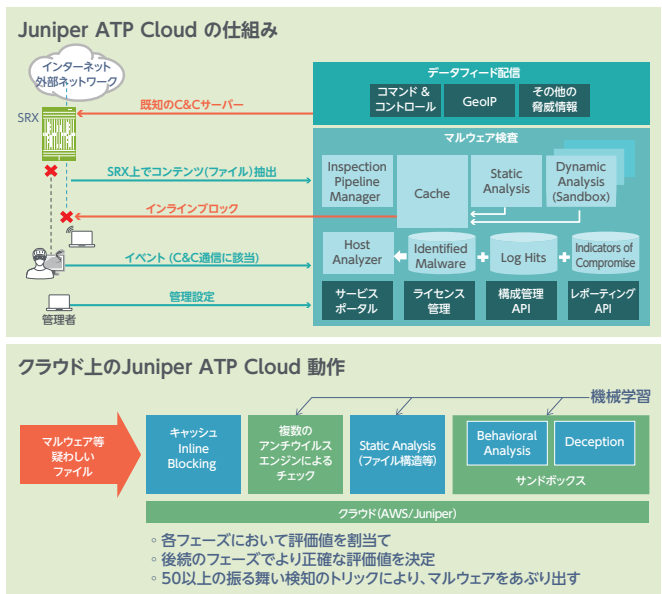 Juniper ATP Cloud の仕組み
インターネット
外部ネットワーク
データフィード配信
コマンド &
コントロール
GeoIP
その他の
脅威情報
既知のC&Cサーバー
SRX
マルウェア検査
SRX上でコンテンツ(ファイル)抽出
Inspection
Pipeline
Manager
Cache
Static
Analysis
Dynamic
Analysis
(Sandbox)
インラインブロック
Host
Analyzer
Identified
Malware
Log Hits
Indicators of
Compromise
イベント (C&C通信に該当)
管理設定
管理者
サービス
ポータル
ライセンス
管理
構成管理
API
レポーティング
API
クラウド上のJuniper ATP Cloud 動作
機械学習
マルウェア等
疑わしい
ファイル
キャッシュ
Inline
Blocking
複数の
アンチウイルス
エンジンによる
チェック
Static Analysis
(ファイル構造等)
Behavioral
Analysis
Deception
サンドボックス
クラウド(AWS/Juniper)
◦ 各フェーズにおいて評価値を割当て
◦ 後続のフェーズでより正確な評価値を決定
◦ 50以上の振る舞い検知のトリックにより、マルウェアをあぶり出す